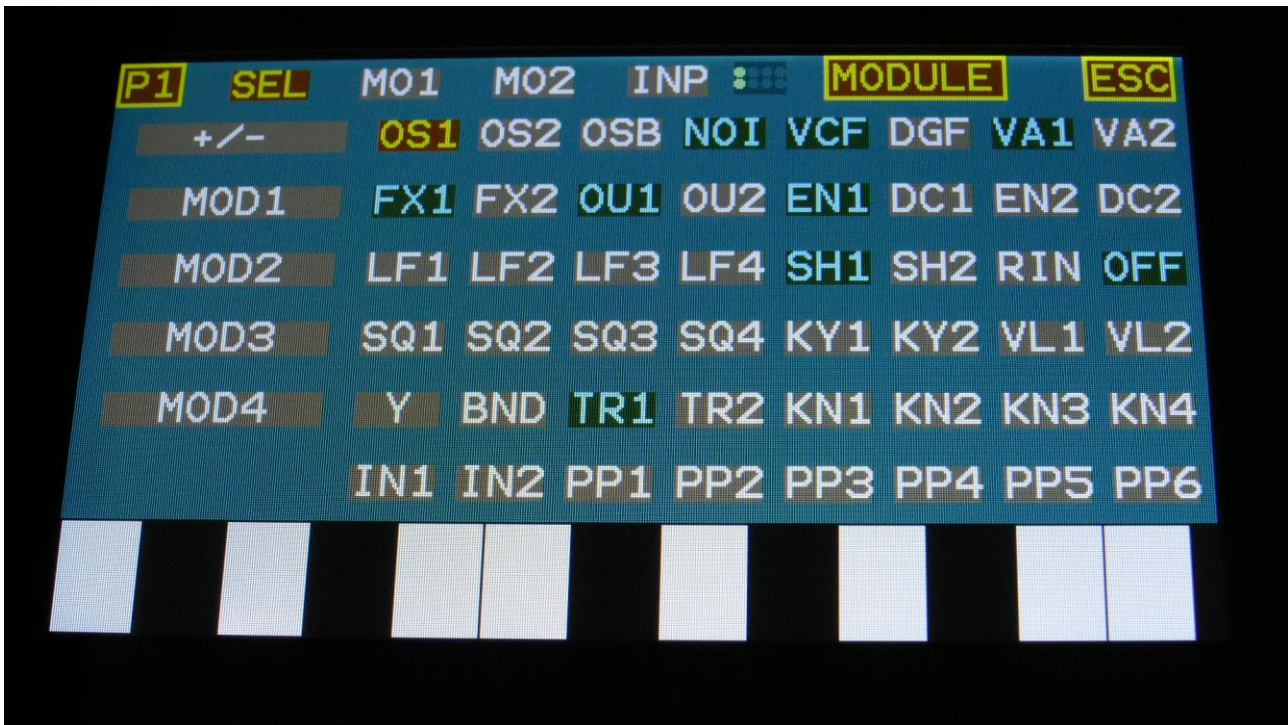 P1 SEL MO1 MO2 INP MODULE ESC
+/- OS1 OS2 OSB NOI VCF DGF VA1 VA2
MOD1 FX1 FX2 OU1 OU2 EN1 DC1 EN2 DC2
MOD2 LF1 LF2 LF3 LF4 SH1 SH2 RIN OFF
MOD3 SQ1 SQ2 SQ3 SQ4 KY1 KY2 VL1 VL2
MOD4 Y BND TR1 TR2 KN1 KN2 KN3 KN4
IN1 IN2 PP1 PP2 PP3 PP4 PP5 PP6